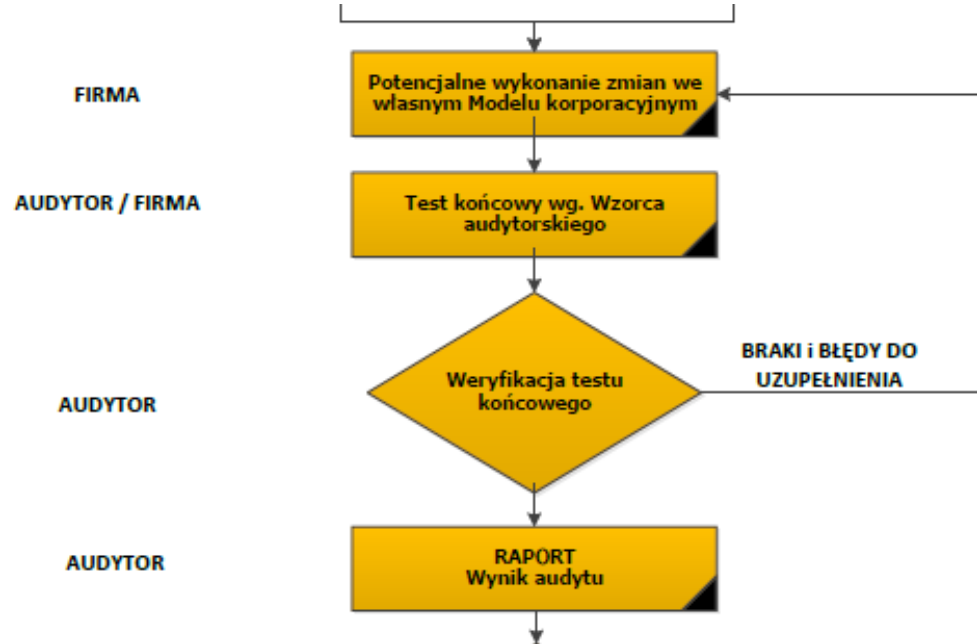 FIRMA
Potencjalne wykonanie zmian we
własnym Modelu korporacyjnym
AUDYTOR / FIRMA
Test końcowy wg. Wzorca
audytorskiego
AUDYTOR
Weryfikacja testu
końcowego
BRAKI i BŁĘDY DO
UZUPEŁNIENIA
AUDYTOR
RAPORT
Wynik audytu